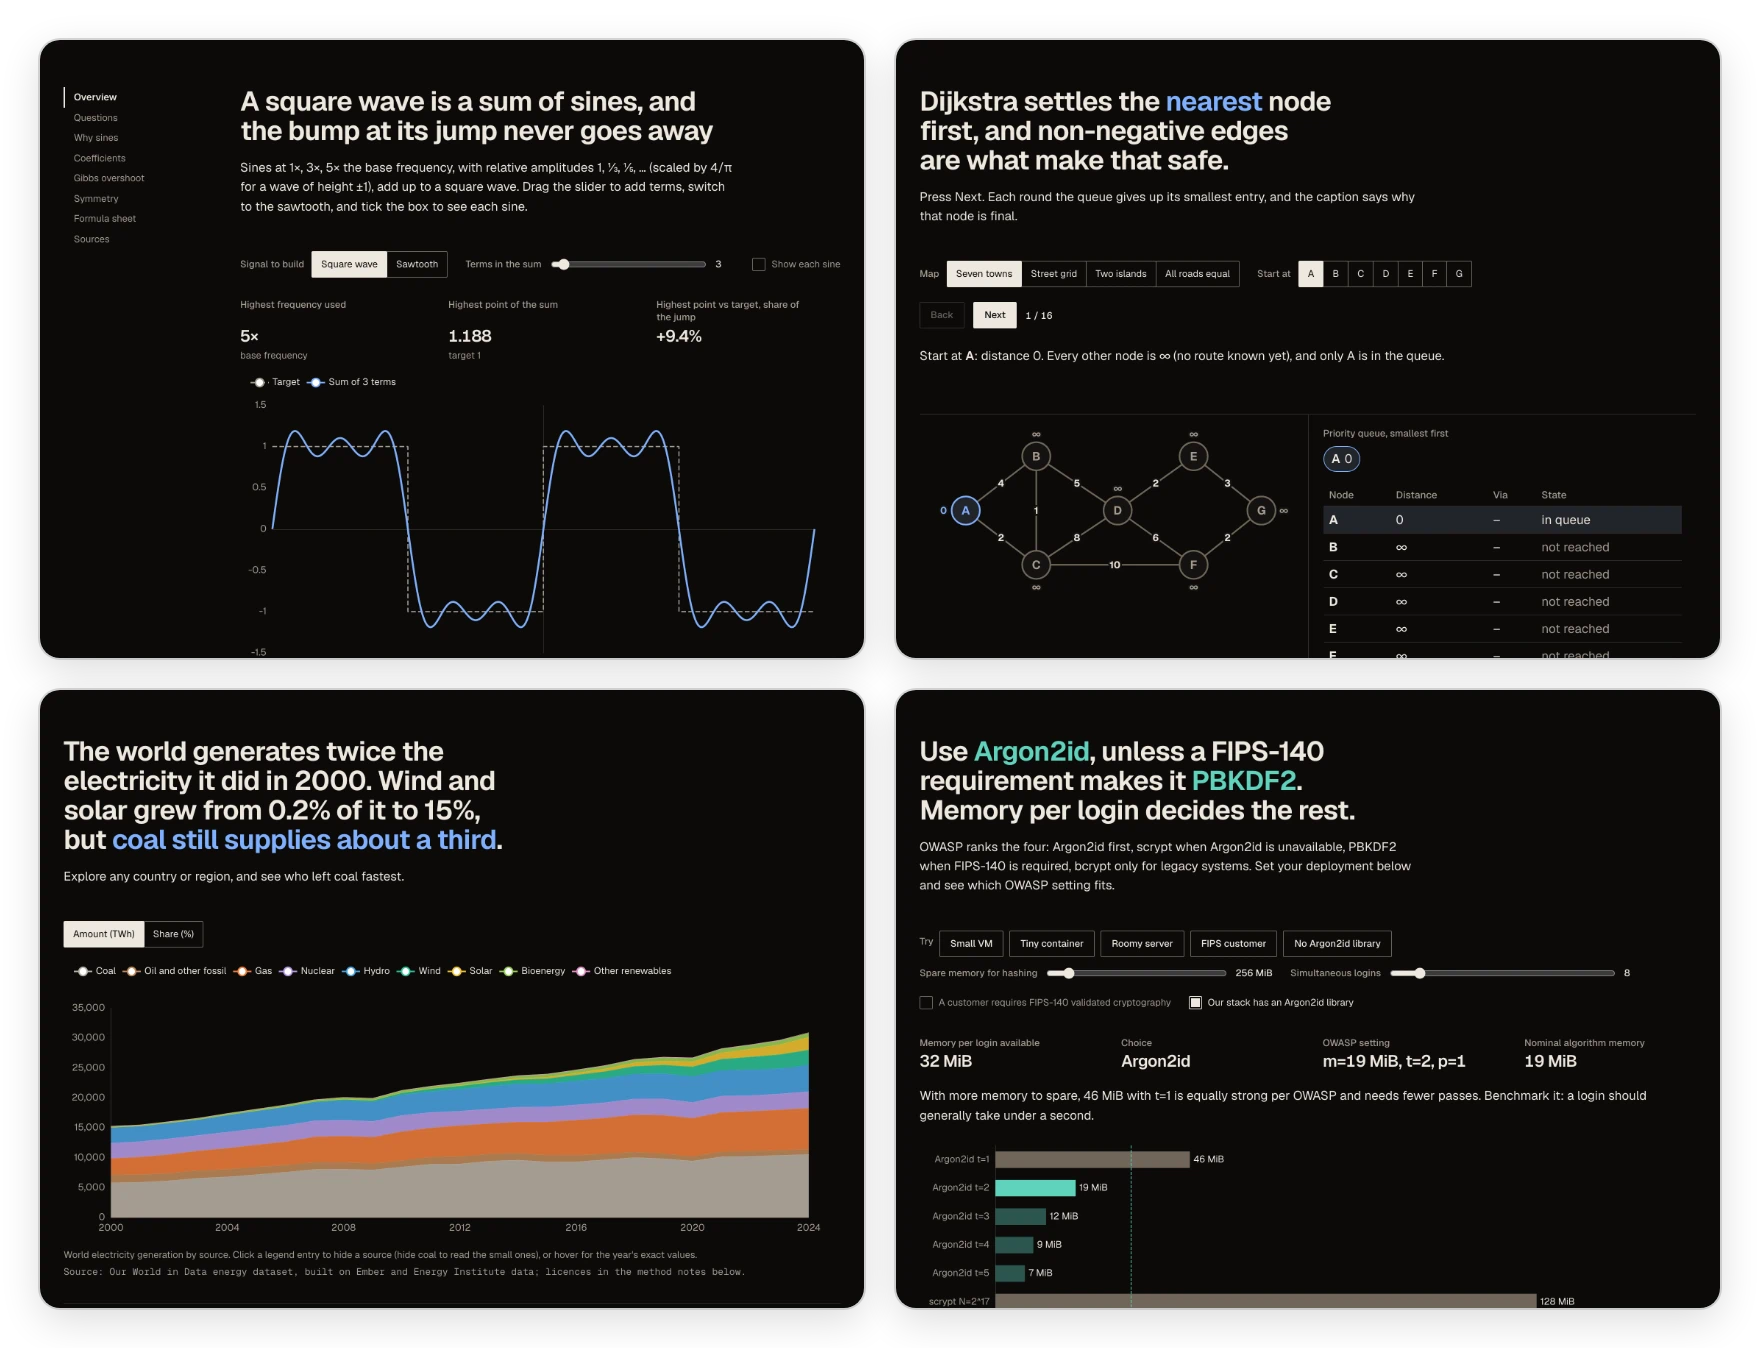 Overview
Questions
Why sines
Coefficients
Gibbs overshoot
Symmetry
Formula sheet
Sources
A square wave is a sum of sines, and
the bump at its jump never goes away
Sines at 1×, 3×, 5× the base frequency, with relative amplitudes 1, ⅓, ⅕, ... (scaled by 4/π
for a wave of height ±1), add up to a square wave. Drag the slider to add terms, switch
to the sawtooth, and tick the box to see each sine.
Signal to build Square wave Sawtooth Terms in the sum 3 Show each sine
Highest frequency used
5×
base frequency
Highest point of the sum
1.188
target 1
Highest point vs target, share of
the jump
+9.4%
Target Sum of 3 terms
1.5
1
0.5
0
-0.5
-1
-1.5
Dijkstra settles the nearest node
first, and non-negative edges
are what make that safe.
Press Next. Each round the queue gives up its smallest entry, and the caption says why
that node is final.
Map Seven towns Street grid Two islands All roads equal Start at A B C D E F G
Back Next 1 / 16
Start at A: distance 0. Every other node is ∞ (no route known yet), and only A is in the queue.
∞ ∞
B E
4 5 ∞ 2 3
0 A 1 D G ∞
2 8 6 2
C 10 F
∞ ∞
Priority queue, smallest first
A 0
Node Distance Via State
A 0 – in queue
B ∞ – not reached
C ∞ – not reached
D ∞ – not reached
E ∞ – not reached
F ∞ – not reached
The world generates twice the
electricity it did in 2000. Wind and
solar grew from 0.2% of it to 15%,
but coal still supplies about a third.
Explore any country or region, and see who left coal fastest.
Amount (TWh) Share (%)
Coal Oil and other fossil Gas Nuclear Hydro Wind Solar Bioenergy Other renewables
35,000
30,000
25,000
20,000
15,000
10,000
5,000
0
2000 2004 2008 2012 2016 2020 2024
World electricity generation by source. Click a legend entry to hide a source (hide coal to read the small ones), or hover for the year's exact values.
Source: Our World in Data energy dataset, built on Ember and Energy Institute data; licences in the method notes below.
Use Argon2id, unless a FIPS-140
requirement makes it PBKDF2.
Memory per login decides the rest.
OWASP ranks the four: Argon2id first, scrypt when Argon2id is unavailable, PBKDF2
when FIPS-140 is required, bcrypt only for legacy systems. Set your deployment below
and see which OWASP setting fits.
Try Small VM Tiny container Roomy server FIPS customer No Argon2id library
Spare memory for hashing 256 MiB Simultaneous logins 8
A customer requires FIPS-140 validated cryptography Our stack has an Argon2id library
Memory per login available
32 MiB
Choice
Argon2id
OWASP setting
m=19 MiB, t=2, p=1
Nominal algorithm memory
19 MiB
With more memory to spare, 46 MiB with t=1 is equally strong per OWASP and needs fewer passes. Benchmark it: a login should
generally take under a second.
Argon2id t=1 46 MiB
Argon2id t=2 19 MiB
Argon2id t=3 12 MiB
Argon2id t=4 9 MiB
Argon2id t=5 7 MiB
scrypt N=2^17 128 MiB